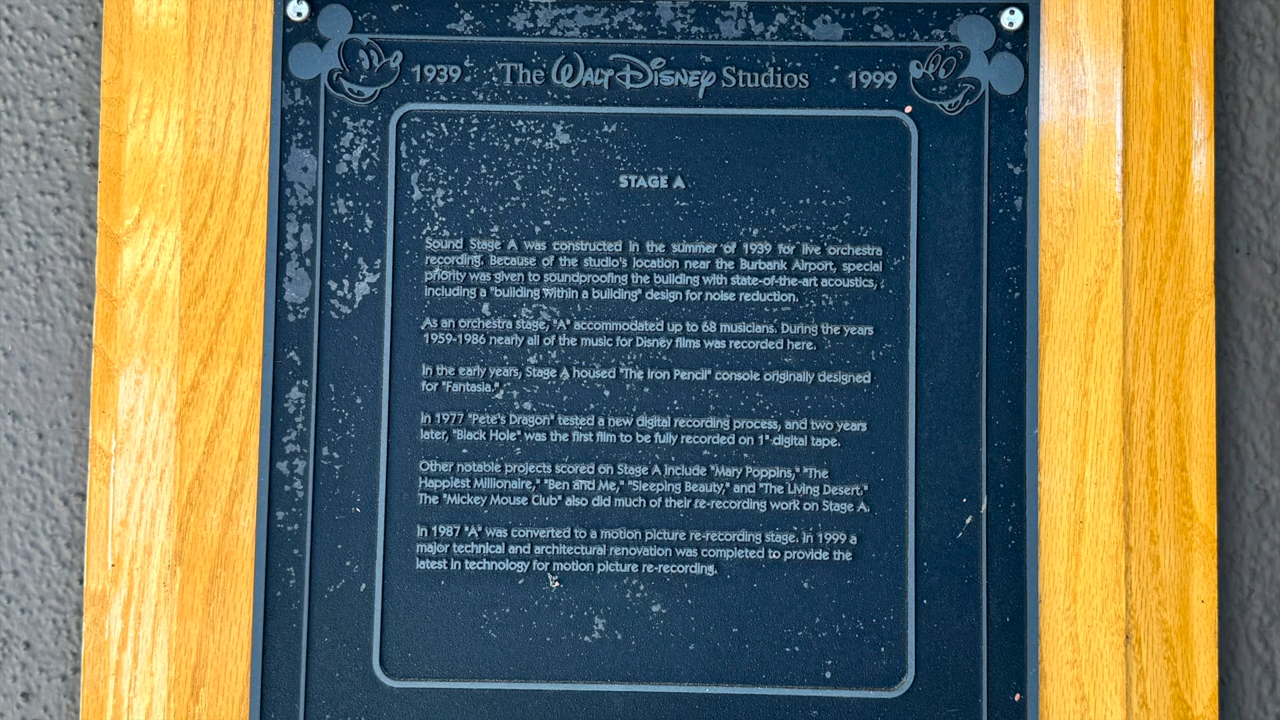 1939 The Walt Disney Studios 1999
STAGE A
Sound Stage A was constructed in the summer of 1939 for live orchestra
recording. Because of the studio's location near the Burbank Airport, special
priority was given to soundproofing the building with state-of-the-art acoustics,
including a "building within a building" design for noise reduction.
As an orchestra stage, "A" accommodated up to 68 musicians. During the years
1959-1986 nearly all of the music for Disney films was recorded here.
In the early years, Stage A housed "The Iron Pencil" console originally designed
for "Fantasia."
In 1977 "Pete's Dragon" tested a new digital recording process, and two years
later, "Black Hole" was the first film to be fully recorded on 1" digital tape.
Other notable projects scored on Stage A include "Mary Poppins," "The
Happiest Millionaire," "Ben and Me," "Sleeping Beauty," and "The Living Desert."
The "Mickey Mouse Club" also did much of their re-recording work on Stage A.
In 1987 "A" was converted to a motion picture re-recording stage. In 1999 a
major technical and architectural renovation was completed to provide the
latest in technology for motion picture re-recording.